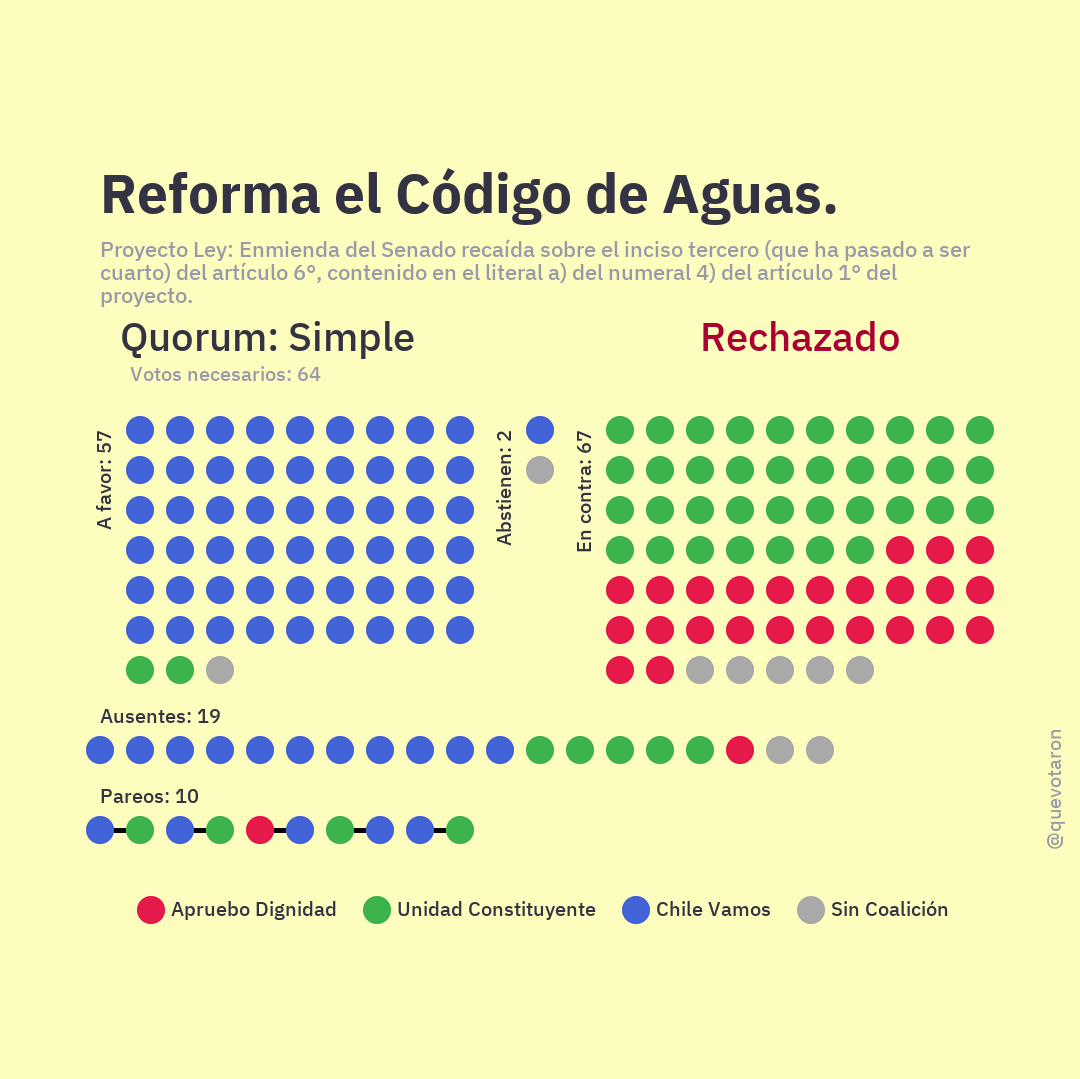 Reforma el Código de Aguas.
Proyecto Ley: Enmienda del Senado recaída sobre el inciso tercero (que ha pasado a ser
cuarto) del artículo 6°, contenido en el literal a) del numeral 4) del artículo 1° del
proyecto.
Quorum: Simple
Rechazado
Votos necesarios: 64
A favor: 57
Abstienen: 2
En contra: 67
Ausentes: 19
Pareos: 10
@quevotaron
Apruebo Dignidad
Unidad Constituyente
Chile Vamos
Sin Coalición